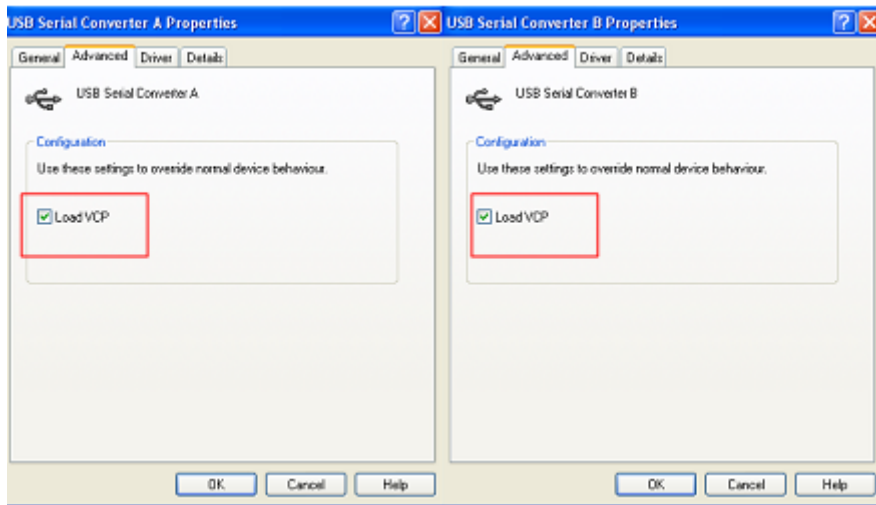 USB Serial Converter A Properties
General Advanced Driver Details
USB Serial Converter A
Configuration
Use these settings to override normal device behaviour.
Load VCP
OK Cancel Help
USB Serial Converter B Properties
General Advanced Driver Details
USB Serial Converter B
Configuration
Use these settings to override normal device behaviour.
Load VCP
OK Cancel Help